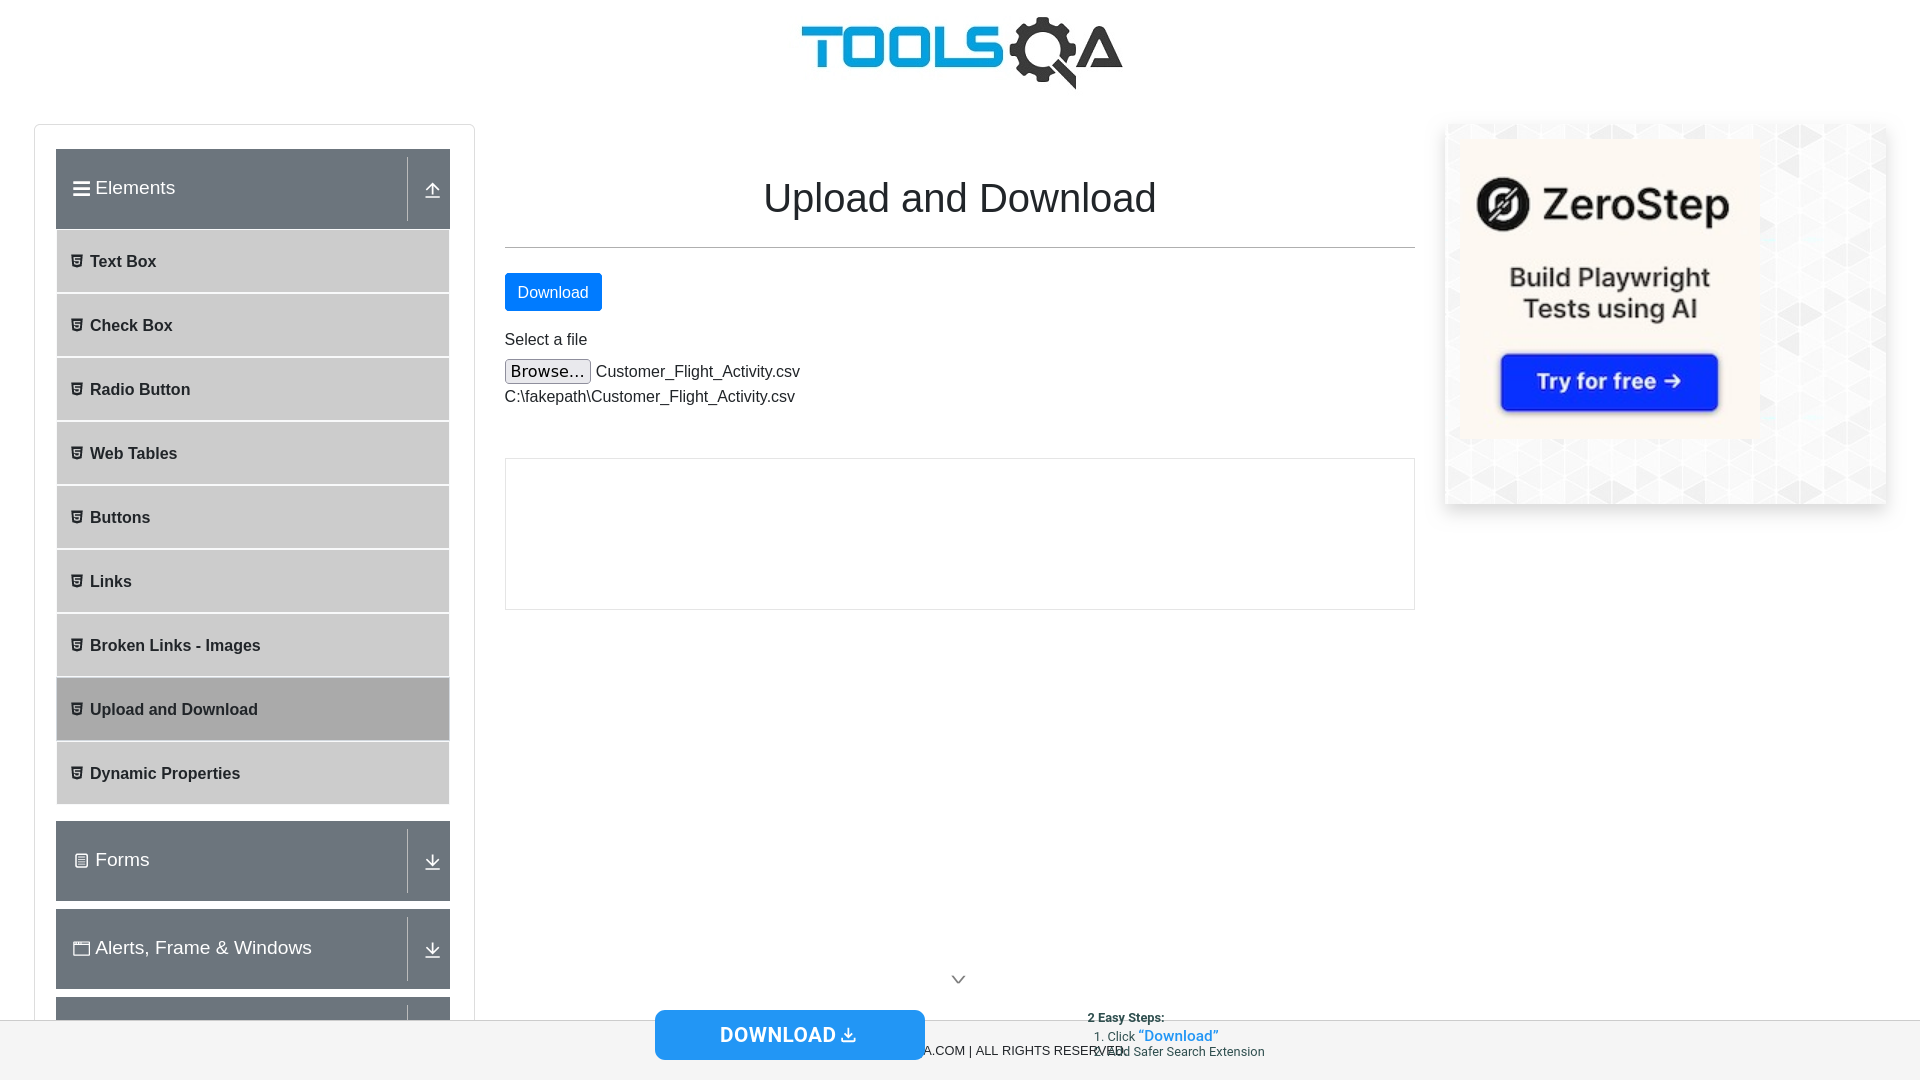 TOOLSQA
Elements
Text Box
Check Box
Radio Button
Web Tables
Buttons
Links
Broken Links - Images
Upload and Download
Dynamic Properties
Forms
Alerts, Frame & Windows
Upload and Download
Download
Select a file
Browse... Customer_Flight_Activity.csv
C:\fakepath\Customer_Flight_Activity.csv
ZeroStep
Build Playwright
Tests using AI
Try for free →
DOWNLOAD
A.COM | ALL RIGHTS RESERVED.
2 Easy Steps:
1. Click “Download”
2. Add Safer Search Extension